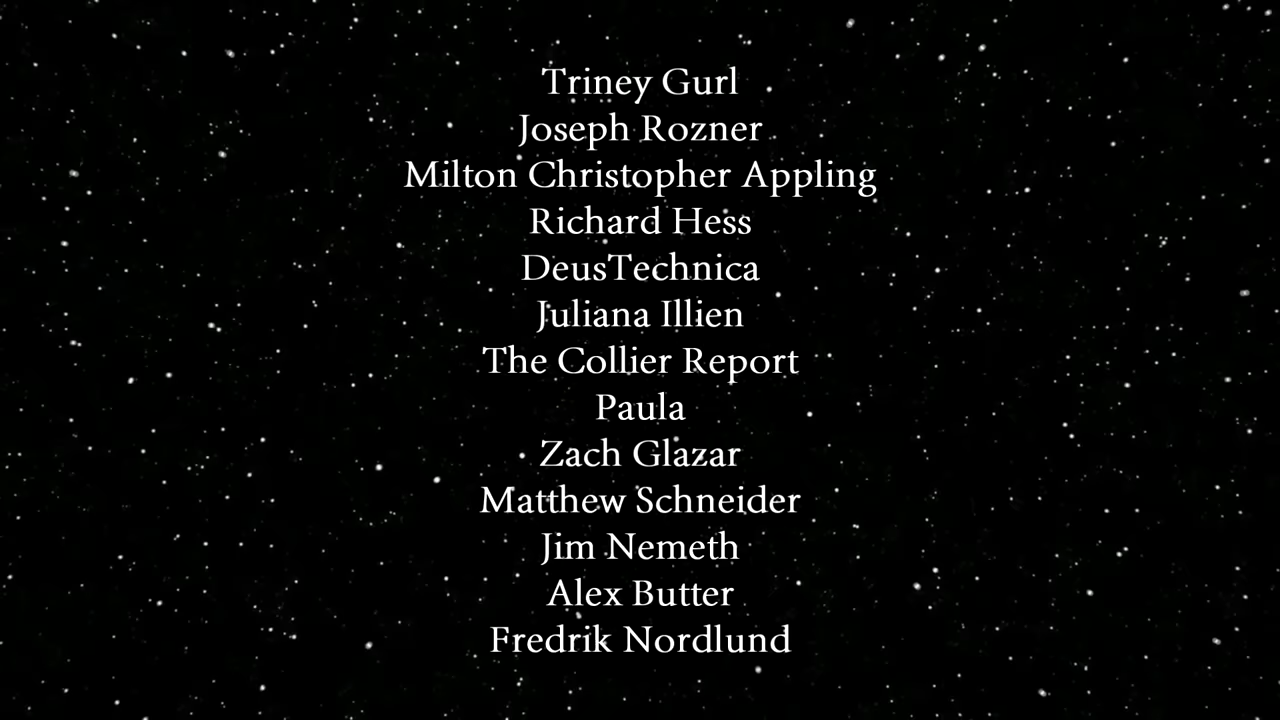 Triney Gurl
Joseph Rozner
Milton Christopher Appling
Richard Hess
DeusTechnica
Juliana Illien
The Collier Report
Paula
Zach Glazar
Matthew Schneider
Jim Nemeth
Alex Butter
Fredrik Nordlund